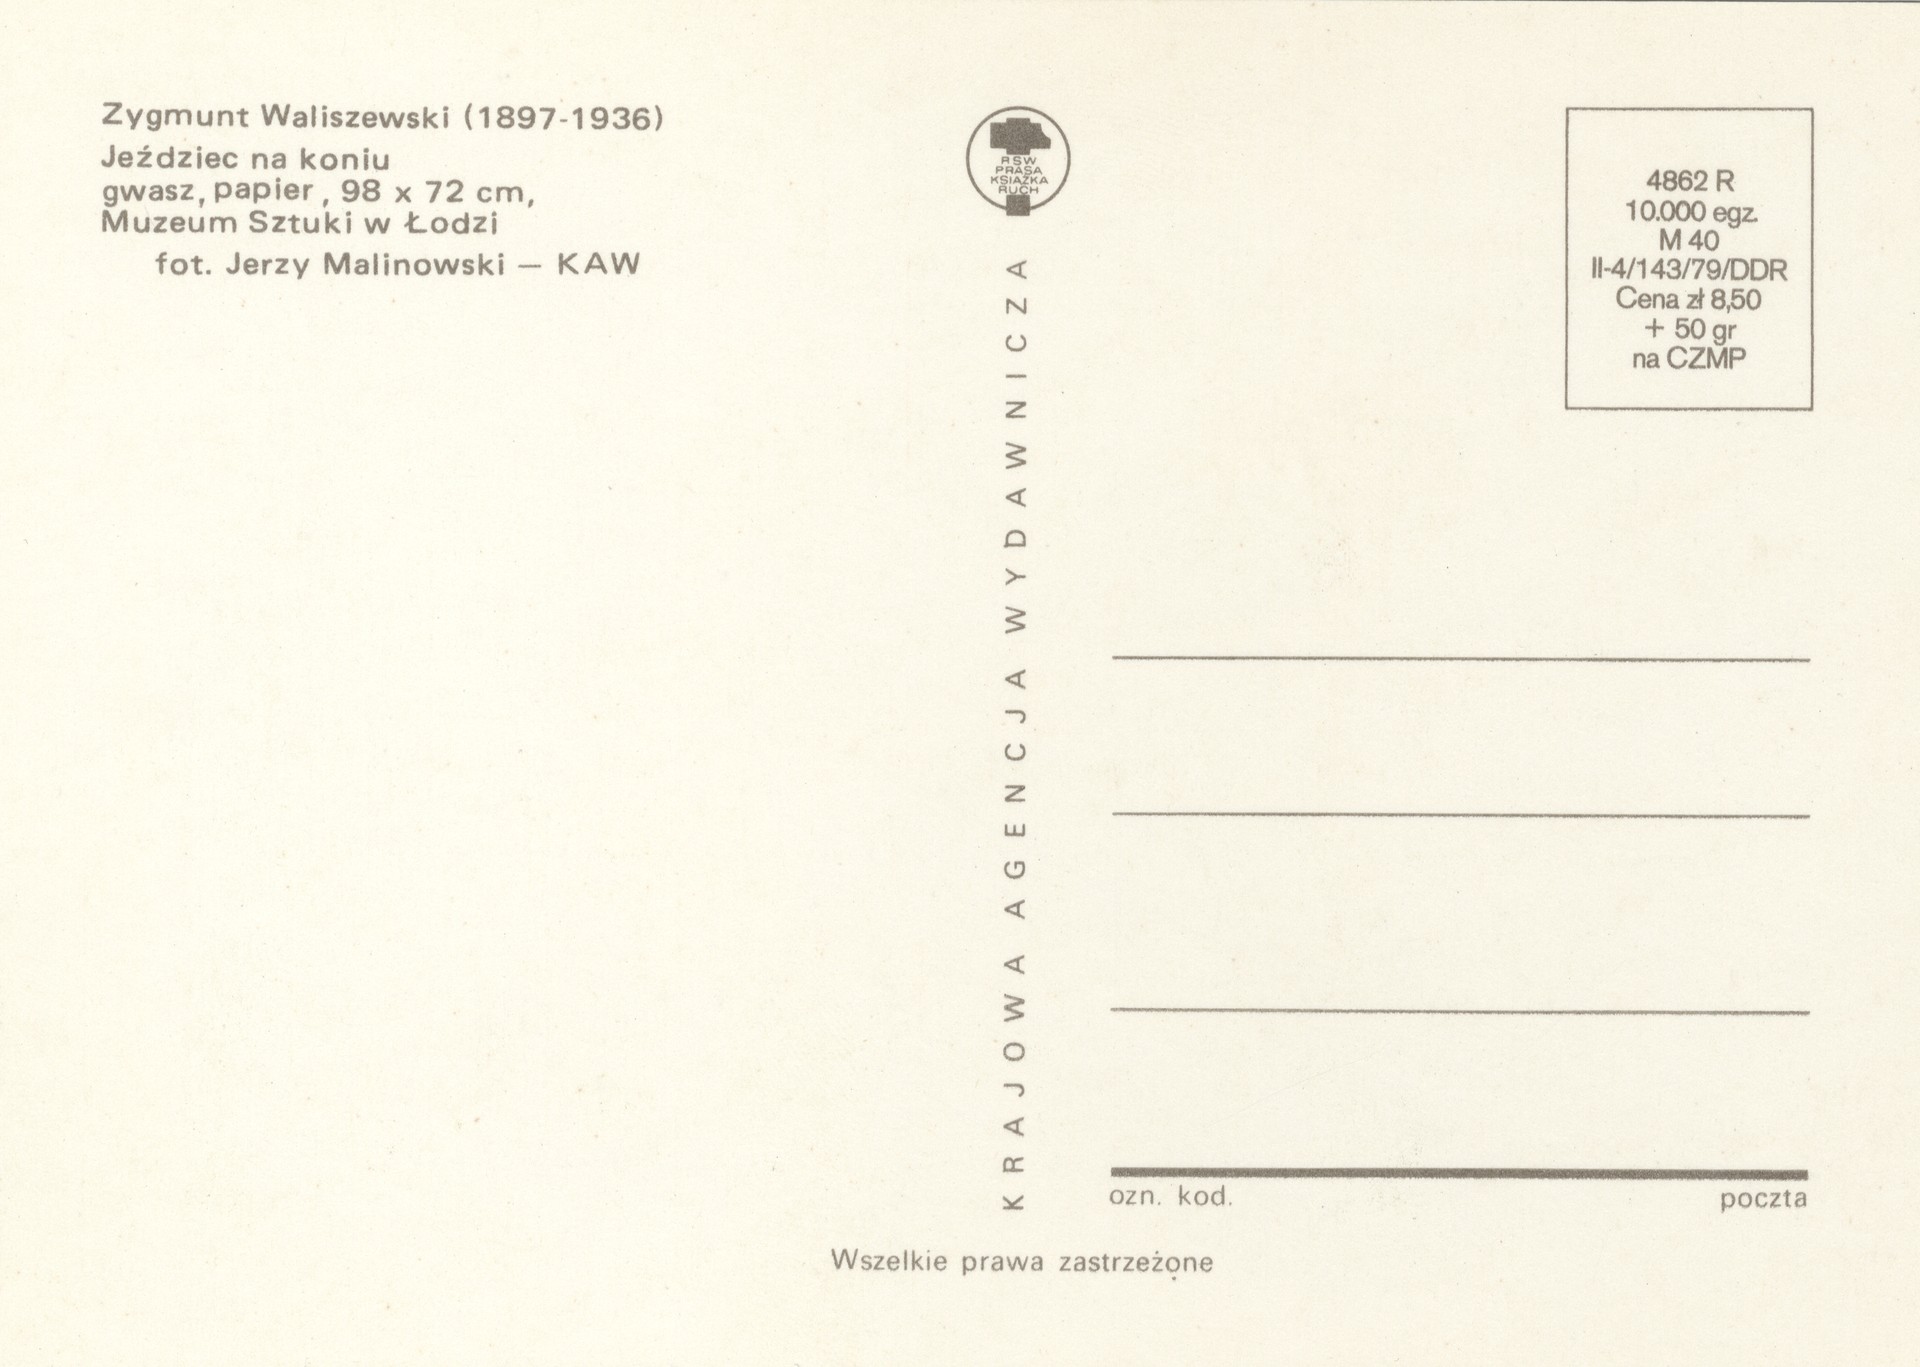 Zygmunt Waliszewski (1897-1936)
Jeździec na koniu
gwasz, papier, 98 x 72 cm,
Muzeum Sztuki w Łodzi
fot. Jerzy Malinowski — KAW
RSW
PRASA
KSIĄŻKA
RUCH
KRAJOWA AGENCJA WYDAWNICZA
4862 R
10.000 egz.
M 40
II-4/143/79/DDR
Cena zł 8,50
+ 50 gr
na CZMP
ozn. kod.
poczta
Wszelkie prawa zastrzeżone